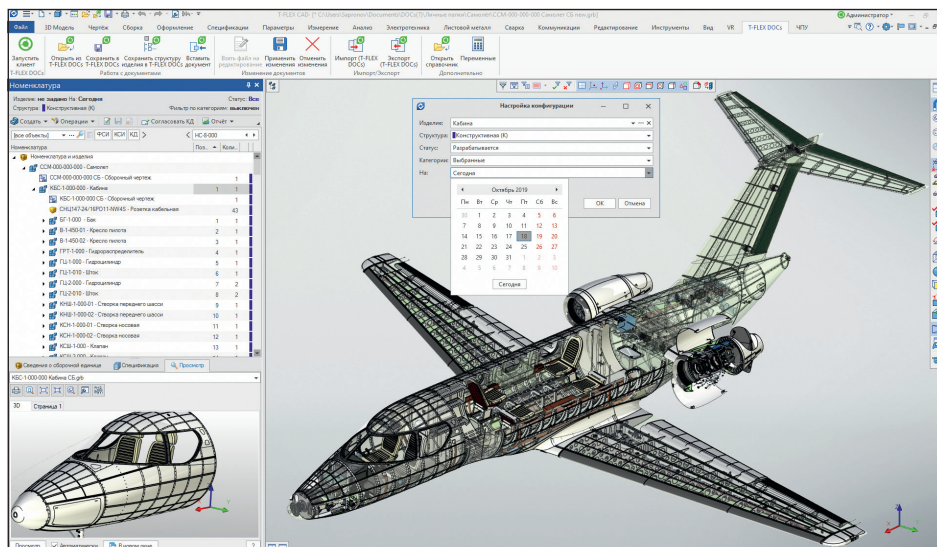 T-FLEX CAD - [* C:\Users\Sapronov\Documents\DOCs(7)\Личные папки\Самолёт\ССМ-000-000-000 Самолет СБ new.grb]
Администратор
Файл 3D Модель Чертёж Сборка Оформление Спецификации Параметры Измерение Анализ Электротехника Листовой металл Сварка Коммуникации Редактирование Инструменты Вид VR T-FLEX DOCs ЧПУ
Запустить клиент
Открыть из T-FLEX DOCs
Сохранить в T-FLEX DOCs
Сохранить структуру изделия в T-FLEX DOCs
Вставить документ
Взять файл на редактирование
Применить изменения
Отменить изменения
Импорт (T-FLEX DOCs)
Экспорт (T-FLEX DOCs)
Открыть справочник
Переменные
T-FLEX DOCs Работа с документами Изменение документов Импорт/Экспорт Дополнительно
Номенклатура
Изделие: не задано На: Сегодня Статус: Все
Структура: Конструктивная (К) Фильтр по категориям: выключен
Создать Операции Согласовать КД Отчёт
[все объекты] ФСИ КСИ КД НС-8-000
Номенклатура Поз... Коли...
Номенклатура и изделия
ССМ-000-000-000 - Самолет
ССМ-000-000-000 СБ - Сборочный чертеж 1
КБС-1-000-000 - Кабина 1 1
КБС-1-000-000 СБ - Сборочный чертеж 1
СНЦ147-24/16РО11-NW4S - Розетка кабельная 43
БГ-1-000 - Бак 1 1
В-1-450-01 - Кресло пилота 2 1
В-1-450-02 - Кресло пилота 3 1
ГРТ-1-000 - Гидрораспределитель 4 1
ГЦ-1-000 - Гидроцилиндр 5 1
ГЦ-1-010 - Шток 6 1
ГЦ-2-000 - Гидроцилиндр 7 2
ГЦ-2-010 - Шток 8 2
КНШ-1-000-01 - Створка переднего шасси 9 1
КНШ-1-000-02 - Створка переднего шасси 10 1
КСН-1-000-01 - Створка носовая 11 1
КСН-1-000-02 - Створка носовая 12 1
КСШ-1-000 - Клапан 13 1
Сведения о сборочной единице Спецификация Просмотр
КБС-1-000-000 Кабина СБ.grb
3D Страница 1
Просмотр Автоматически В новом окне ?
Настройка конфигурации
Изделие: Кабина
Структура: Конструктивная (К)
Статус: Разрабатывается
Категории: Выбранные
На: Сегодня
Октябрь 2019
Пн Вт Ср Чт Пт Сб Вс
30 1 2 3 4 5 6
7 8 9 10 11 12 13
14 15 16 17 18 19 20
21 22 23 24 25 26 27
28 29 30 31 1 2 3
4 5 6 7 8 9 10
Сегодня
ОК Отмена